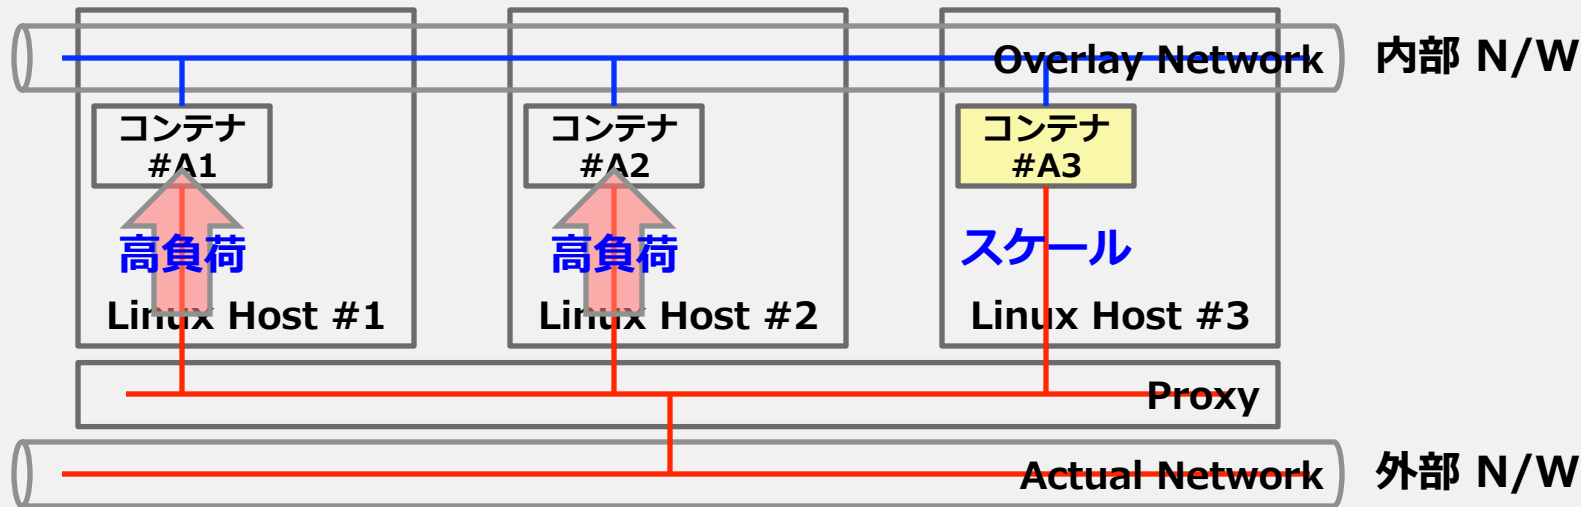 Overlay Network
内部 N/W
コンテナ
#A1
コンテナ
#A2
コンテナ
#A3
高負荷
高負荷
スケール
Linux Host #1
Linux Host #2
Linux Host #3
Proxy
Actual Network
外部 N/W